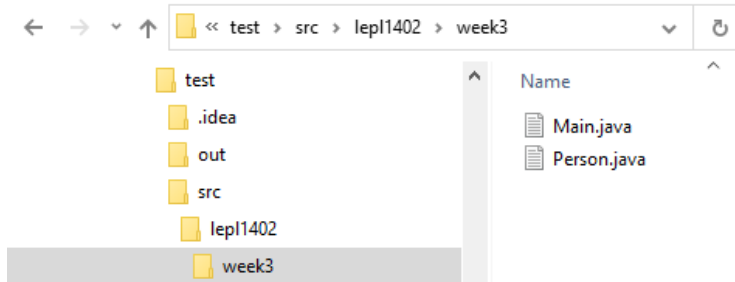 « test › src › lepl1402 › week3
test
.idea
out
src
lepl1402
week3
Name
Main.java
Person.java